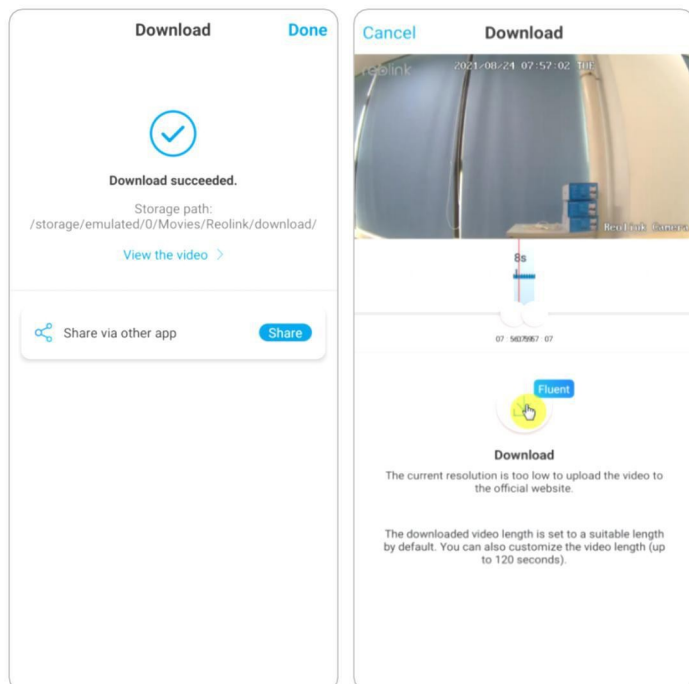 Download
Done
Download succeeded.
Storage path:
/storage/emulated/0/Movies/Reolink/download/
View the video
Share via other app
Share
Cancel
Download
reolink
2021/08/24 07:57:02 TUE
Reolink Camera
8s
Fluent
Download
The current resolution is too low to upload the video to
the official website.
The downloaded video length is set to a suitable length
by default. You can also customize the video length (up
to 120 seconds).